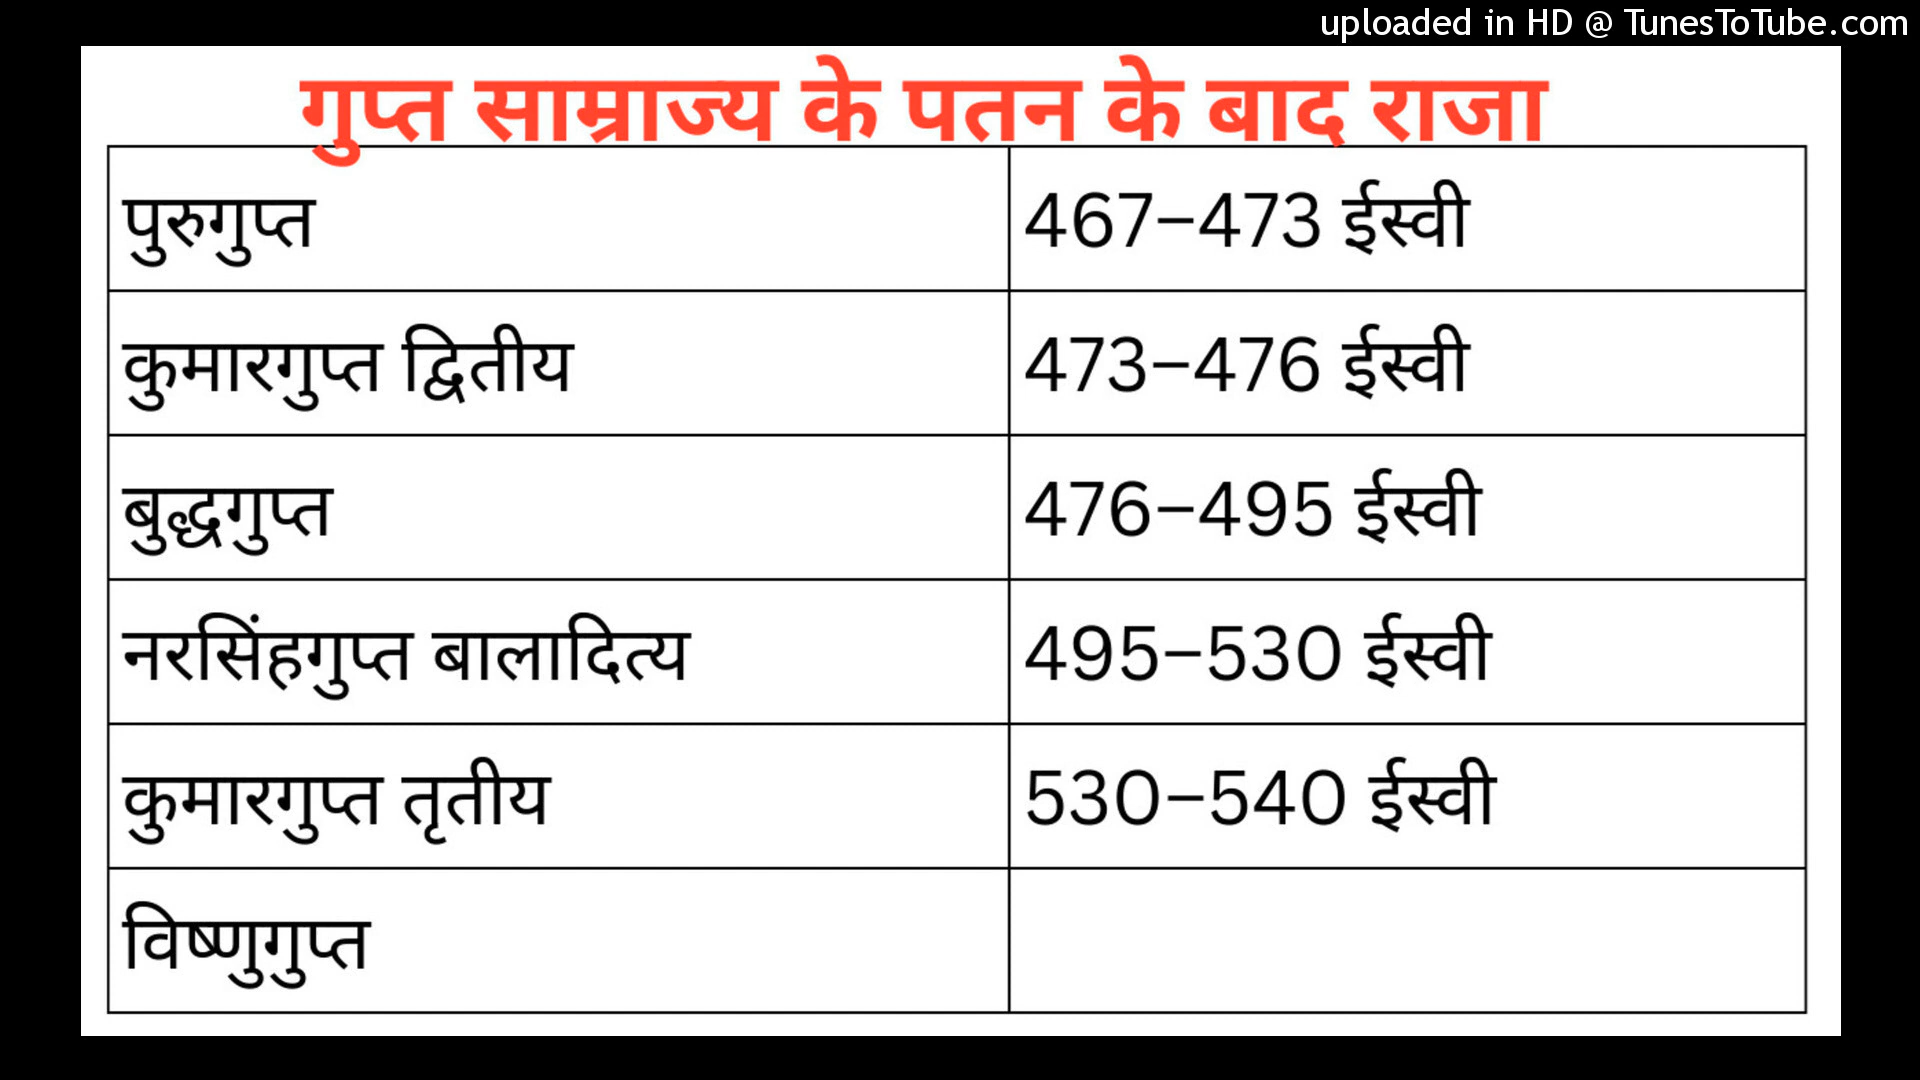 uploaded in HD @ TunesToTube.com
गुप्त साम्राज्य के पतन के बाद राजा
पुरुगुप्त 467–473 ईस्वी
कुमारगुप्त द्वितीय 473–476 ईस्वी
बुद्धगुप्त 476–495 ईस्वी
नरसिंहगुप्त बालादित्य 495–530 ईस्वी
कुमारगुप्त तृतीय 530–540 ईस्वी
विष्णुगुप्त